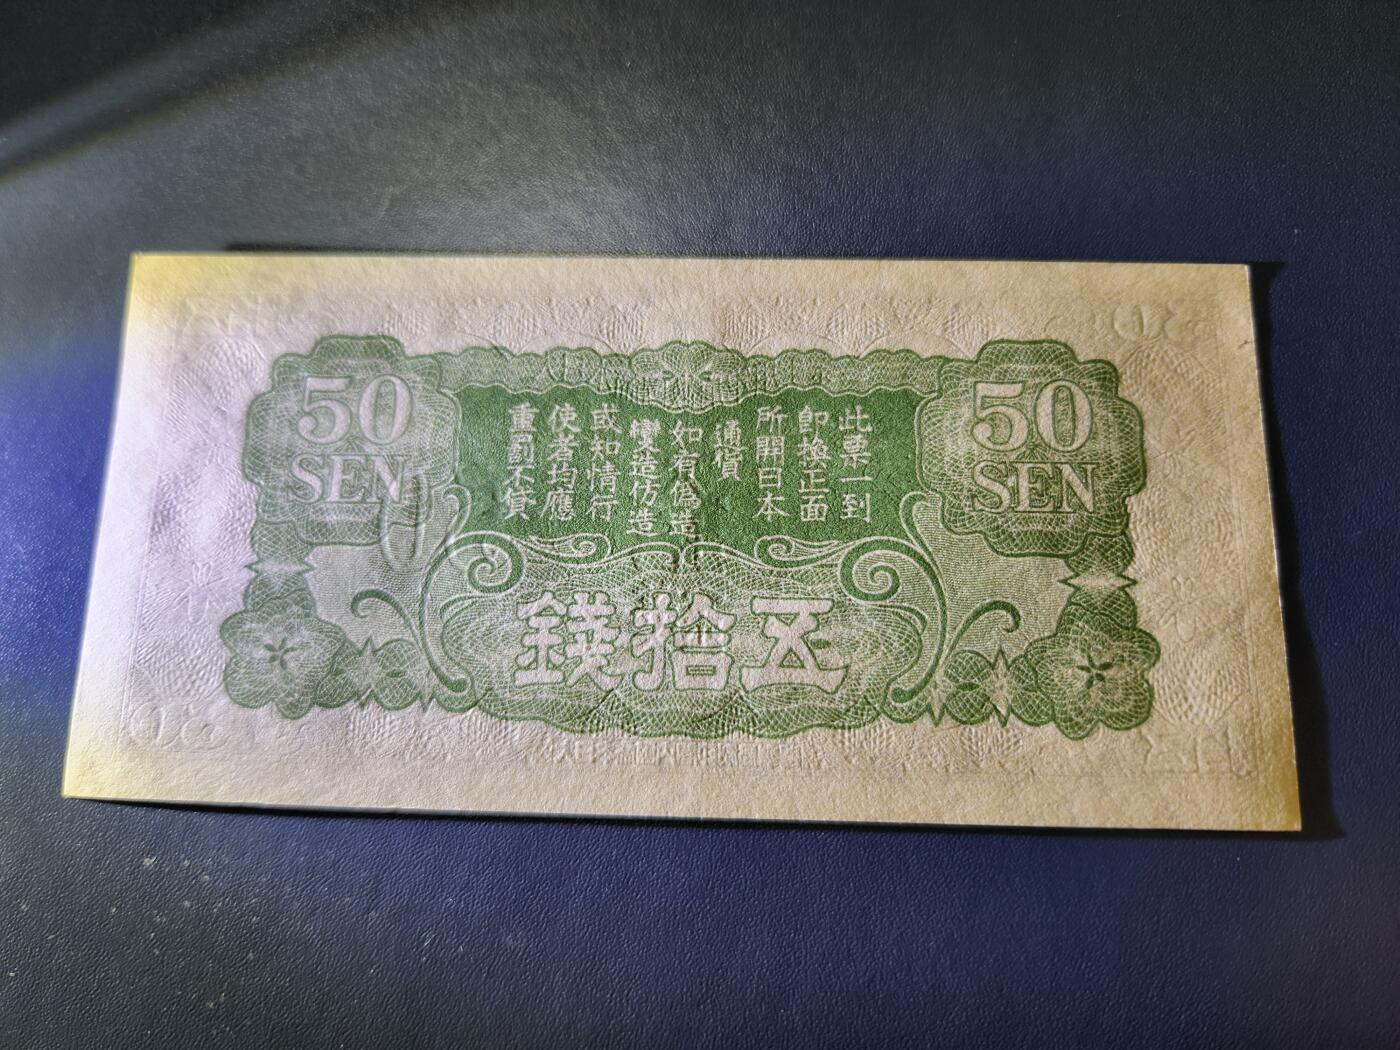 50
SEN
50
SEN
此票一到
即換正面
所開日本
通貨
如有偽造
變造仿造
或知情行
使者均應
重罰不貸
五拾錢